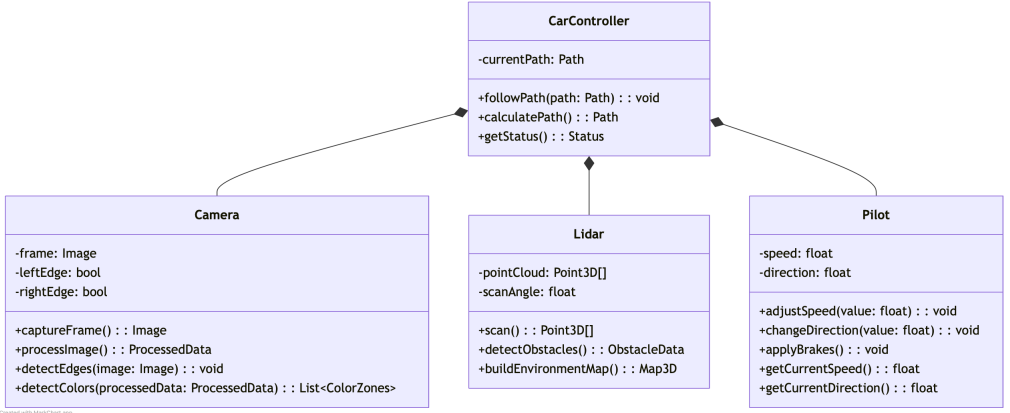 CarController
-currentPath: Path
+followPath(path: Path) : : void
+calculatePath() : : Path
+getStatus() : : Status
Camera
-frame: Image
-leftEdge: bool
-rightEdge: bool
+captureFrame() : : Image
+processImage() : : ProcessedData
+detectEdges(image: Image) : : void
+detectColors(processedData: ProcessedData) : : List<ColorZones>
Lidar
-pointCloud: Point3D[]
-scanAngle: float
+scan() : : Point3D[]
+detectObstacles() : : ObstacleData
+buildEnvironmentMap() : : Map3D
Pilot
-speed: float
-direction: float
+adjustSpeed(value: float) : : void
+changeDirection(value: float) : : void
+applyBrakes() : : void
+getCurrentSpeed() : : float
+getCurrentDirection() : : float